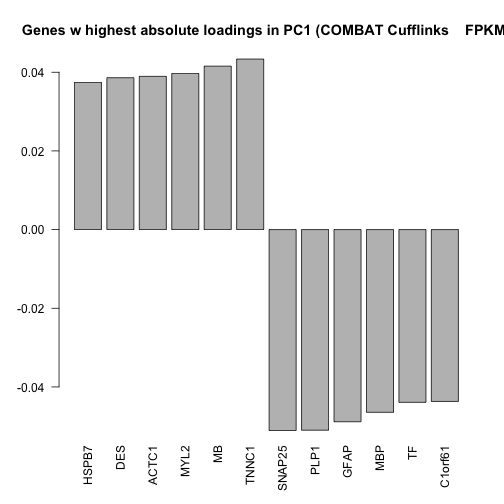 Genes w highest absolute loadings in PC1 (COMBAT Cufflinks FPKM
0.04
0.02
0.00
-0.02
-0.04
HSPB7
DES
ACTC1
MYL2
MB
TNNC1
SNAP25
PLP1
GFAP
MBP
TF
C1orf61